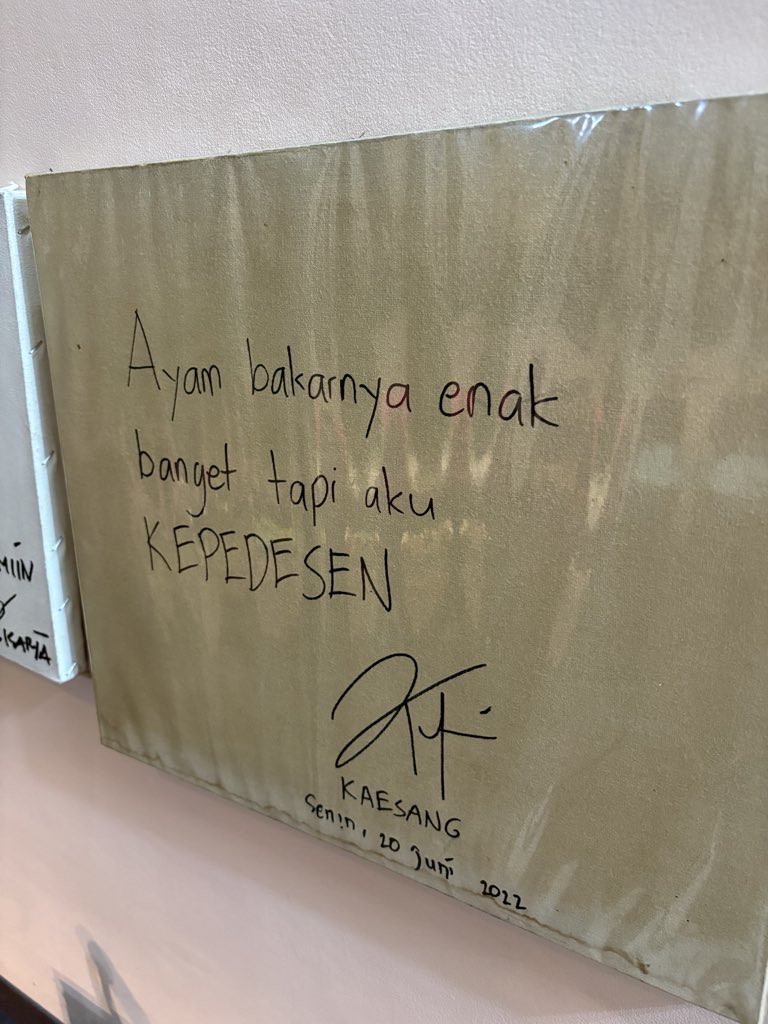 Ayam bakarnya enak
banget tapi aku
KEPEDESEN
KAESANG
Senin, 20 Juni 2022